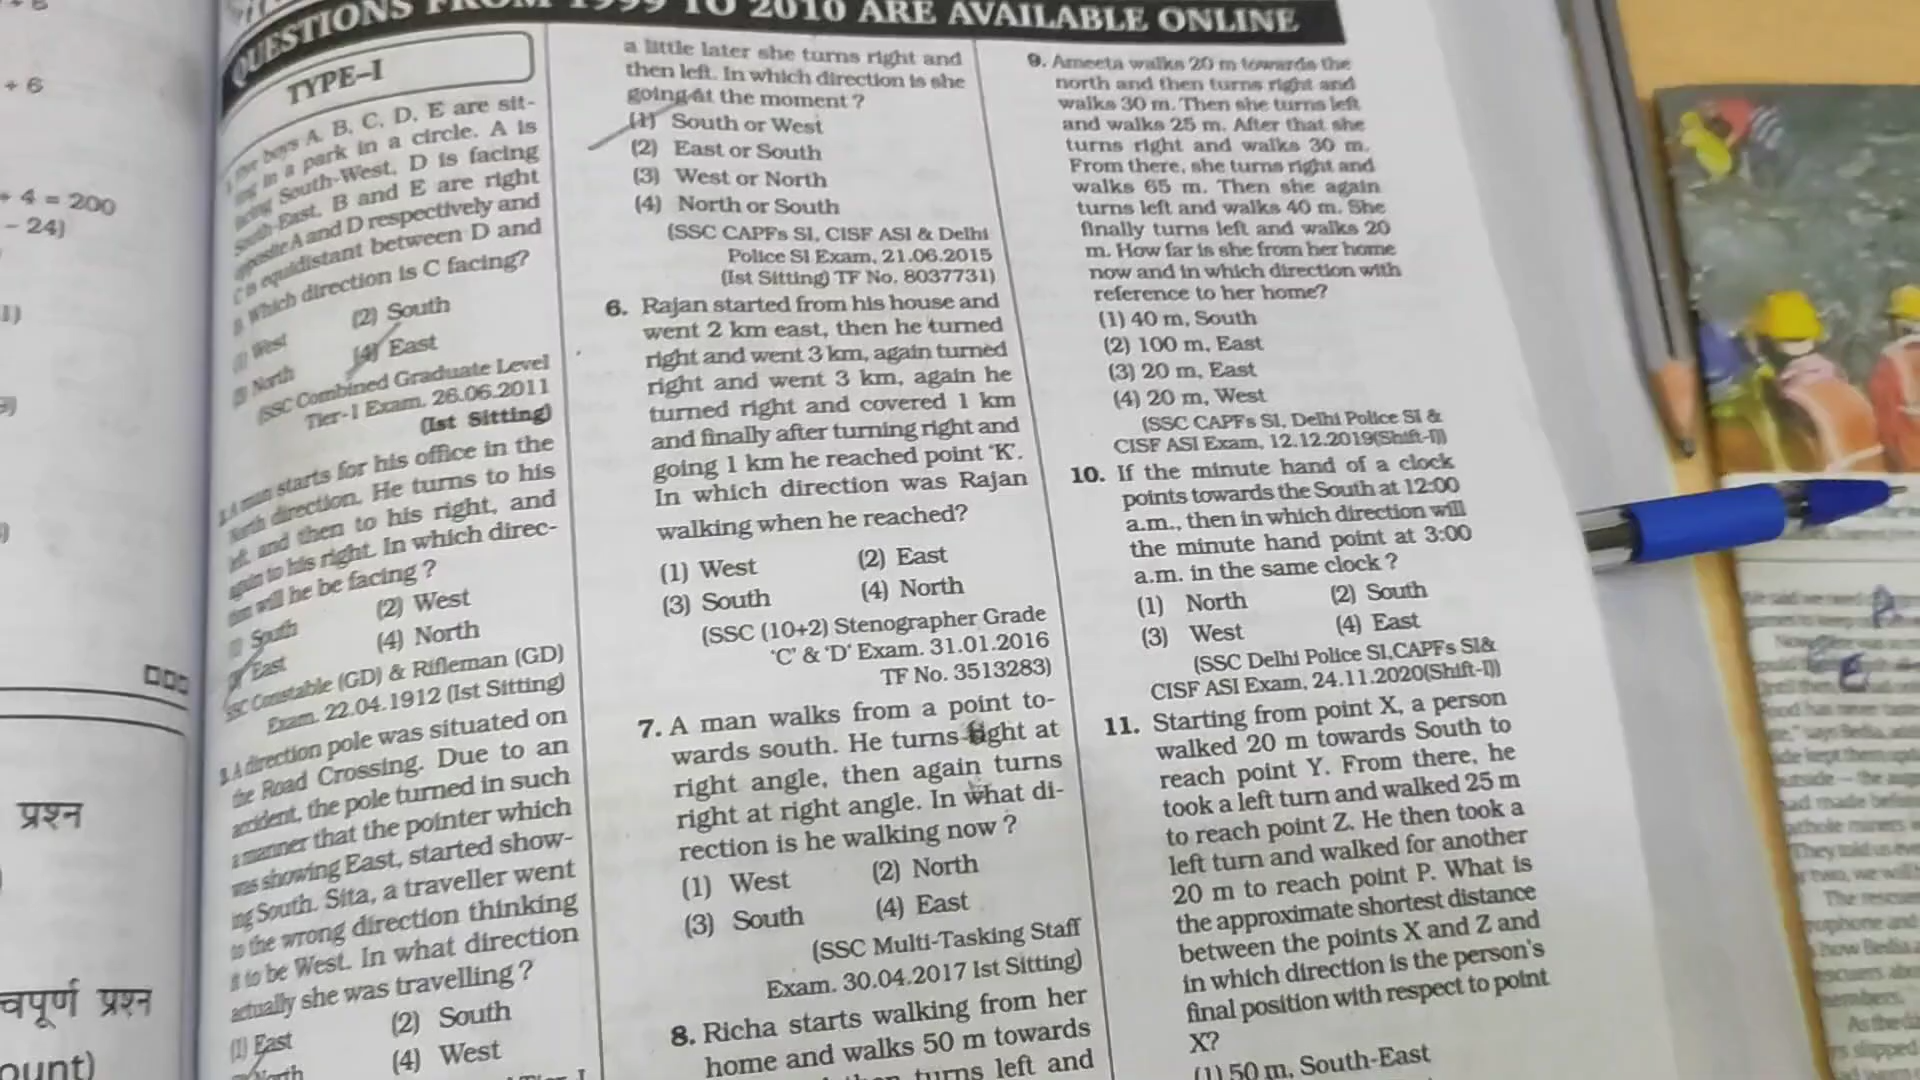 QUESTIONS FROM 1999 TO 2010 ARE AVAILABLE ONLINE
+ 6
+ 4 = 200
- 24)
प्रश्न
प्रश्न
ount)
TYPE–I
boys A, B, C, D, E are sit-
in a park in a circle. A is
facing South-West, D is facing
South-East, B and E are right
opposite A and D respectively and
C is equidistant between D and
B. Which direction is C facing?
(1) West (2) South
(3) North (4) East
(SSC Combined Graduate Level
Tier-1 Exam. 26.06.2011
(Ist Sitting)
A man starts for his office in the
North direction. He turns to his
left, and then to his right, and
again to his right. In which direc-
tion will he be facing ?
(1) South (2) West
East (4) North
SSC Constable (GD) & Rifleman (GD)
Exam. 22.04.1912 (Ist Sitting)
3. A direction pole was situated on
the Road Crossing. Due to an
accident, the pole turned in such
a manner that the pointer which
was showing East, started show-
ing South. Sita, a traveller went
to the wrong direction thinking
it to be West. In what direction
actually she was travelling ?
(1) East (2) South
North (4) West
a little later she turns right and
then left. In which direction is she
going at the moment ?
(1) South or West
(2) East or South
(3) West or North
(4) North or South
(SSC CAPFs SI, CISF ASI & Delhi
Police SI Exam, 21.06.2015
(Ist Sitting) TF No. 8037731)
6. Rajan started from his house and
went 2 km east, then he turned
right and went 3 km, again turned
right and went 3 km, again he
turned right and covered 1 km
and finally after turning right and
going 1 km he reached point ‘K’.
In which direction was Rajan
walking when he reached?
(1) West (2) East
(3) South (4) North
(SSC (10+2) Stenographer Grade
‘C’ & ‘D’ Exam. 31.01.2016
TF No. 3513283)
7. A man walks from a point to-
wards south. He turns right at
right angle, then again turns
right at right angle. In what di-
rection is he walking now ?
(1) West (2) North
(3) South (4) East
(SSC Multi-Tasking Staff
Exam. 30.04.2017 Ist Sitting)
8. Richa starts walking from her
home and walks 50 m towards
turns left and
9. Ameeta walks 20 m towards the
north and then turns right and
walks 30 m. Then she turns left
and walks 25 m. After that she
turns right and walks 30 m.
From there, she turns right and
walks 65 m. Then she again
turns left and walks 40 m. She
finally turns left and walks 20
m. How far is she from her home
now and in which direction with
reference to her home?
(1) 40 m, South
(2) 100 m, East
(3) 20 m, East
(4) 20 m, West
(SSC CAPFs SI, Delhi Police SI &
CISF ASI Exam, 12.12.2019(Shift-I))
10. If the minute hand of a clock
points towards the South at 12:00
a.m., then in which direction will
the minute hand point at 3:00
a.m. in the same clock ?
(1) North (2) South
(3) West (4) East
(SSC Delhi Police SI,CAPFs SI&
CISF ASI Exam, 24.11.2020(Shift-I))
11. Starting from point X, a person
walked 20 m towards South to
reach point Y. From there, he
took a left turn and walked 25 m
to reach point Z. He then took a
left turn and walked for another
20 m to reach point P. What is
the approximate shortest distance
between the points X and Z and
in which direction is the person's
final position with respect to point
X?
(1) 50 m, South-East